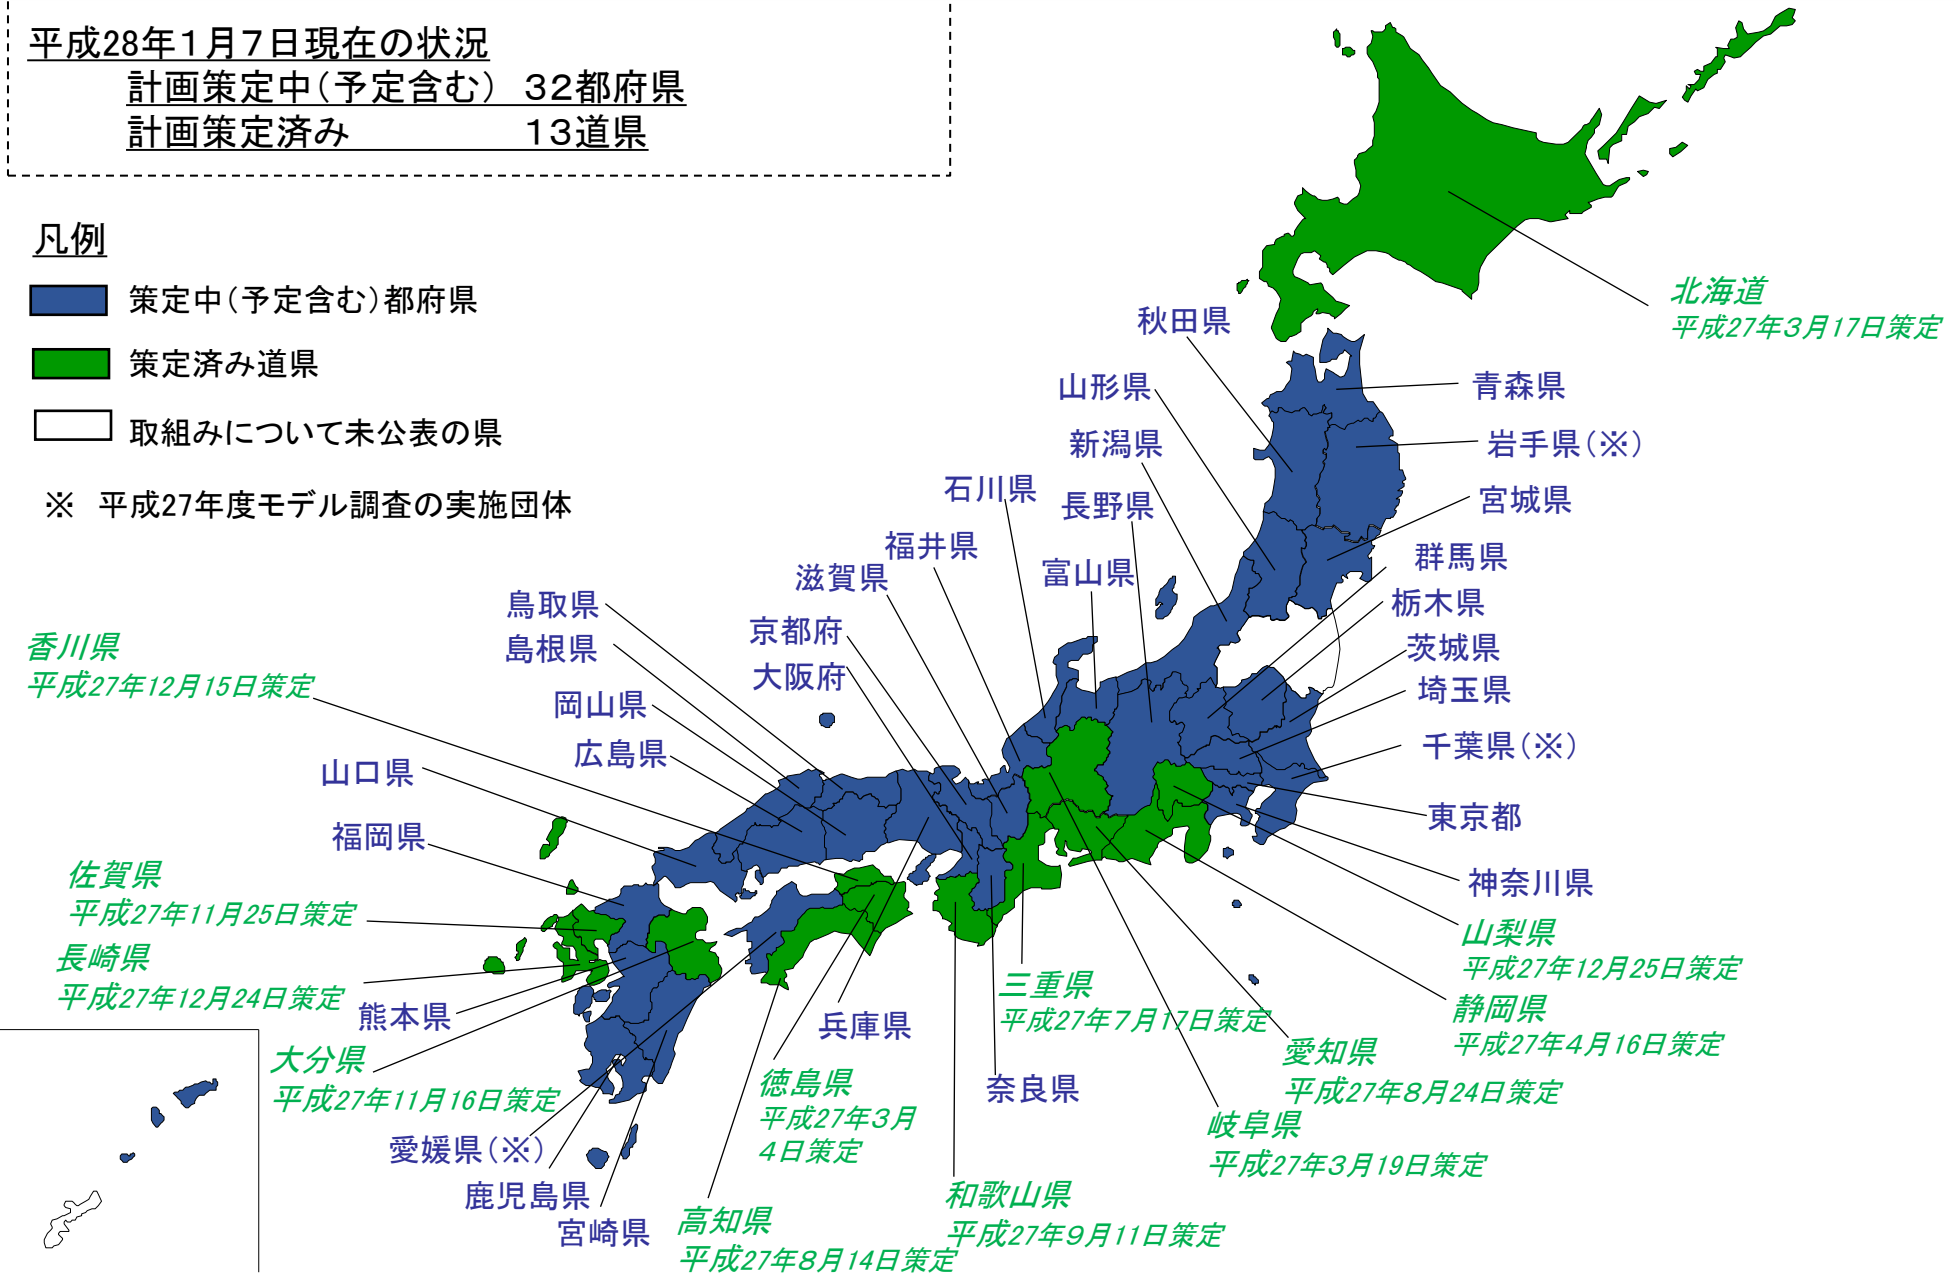 平成28年1月7日現在の状況
計画策定中（予定含む） 32都府県
計画策定済み 13道県
凡例
策定中（予定含む）都府県
策定済み道県
取組みについて未公表の県
※ 平成27年度モデル調査の実施団体
北海道
平成27年3月17日策定
秋田県
山形県
青森県
新潟県
岩手県（※）
石川県
長野県
宮城県
福井県
群馬県
滋賀県
富山県
栃木県
鳥取県
京都府
茨城県
島根県
大阪府
埼玉県
香川県
平成27年12月15日策定
岡山県
広島県
千葉県（※）
山口県
東京都
福岡県
神奈川県
佐賀県
平成27年11月25日策定
山梨県
平成27年12月25日策定
長崎県
平成27年12月24日策定
三重県
平成27年7月17日策定
静岡県
平成27年4月16日策定
熊本県
兵庫県
大分県
平成27年11月16日策定
愛知県
平成27年8月24日策定
徳島県
平成27年3月
4日策定
奈良県
岐阜県
平成27年3月19日策定
愛媛県（※）
鹿児島県
宮崎県
和歌山県
平成27年9月11日策定
高知県
平成27年8月14日策定